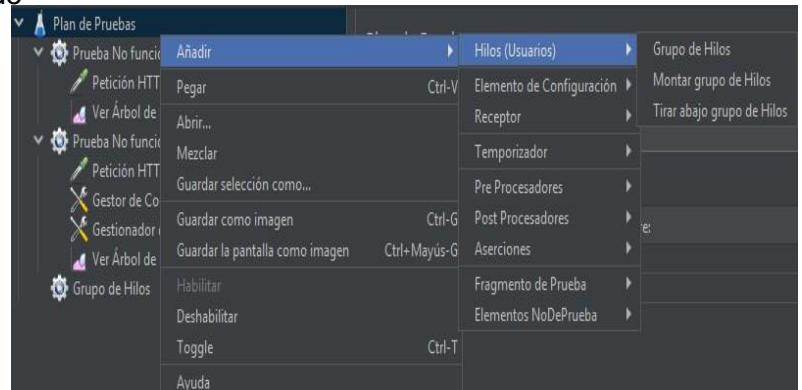 Plan de Pruebas
Prueba No funcio
Petición HTT
Ver Árbol de
Prueba No funcio
Petición HTT
Gestor de Co
Gestionador
Ver Árbol de
Grupo de Hilos
Añadir
Pegar Ctrl-V
Abrir...
Mezclar
Guardar selección como...
Guardar como imagen Ctrl-G
Guardar la pantalla como imagen Ctrl+Mayús-G
Habilitar
Deshabilitar
Toggle Ctrl-T
Ayuda
Hilos (Usuarios)
Elemento de Configuración
Receptor
Temporizador
Pre Procesadores
Post Procesadores
Aserciones
Fragmento de Prueba
Elementos NoDePrueba
Grupo de Hilos
Montar grupo de Hilos
Tirar abajo grupo de Hilos
re: